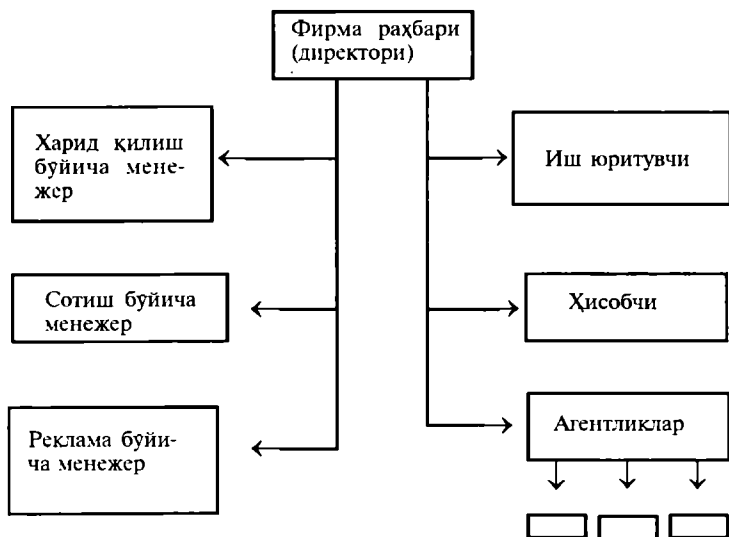 Фирма раҳбари
(директори)
Харид қилиш
бўйича мене-
жер
Иш юритувчи
Сотиш бўйича
менежер
Ҳисобчи
Реклама бўйи-
ча менежер
Агентликлар